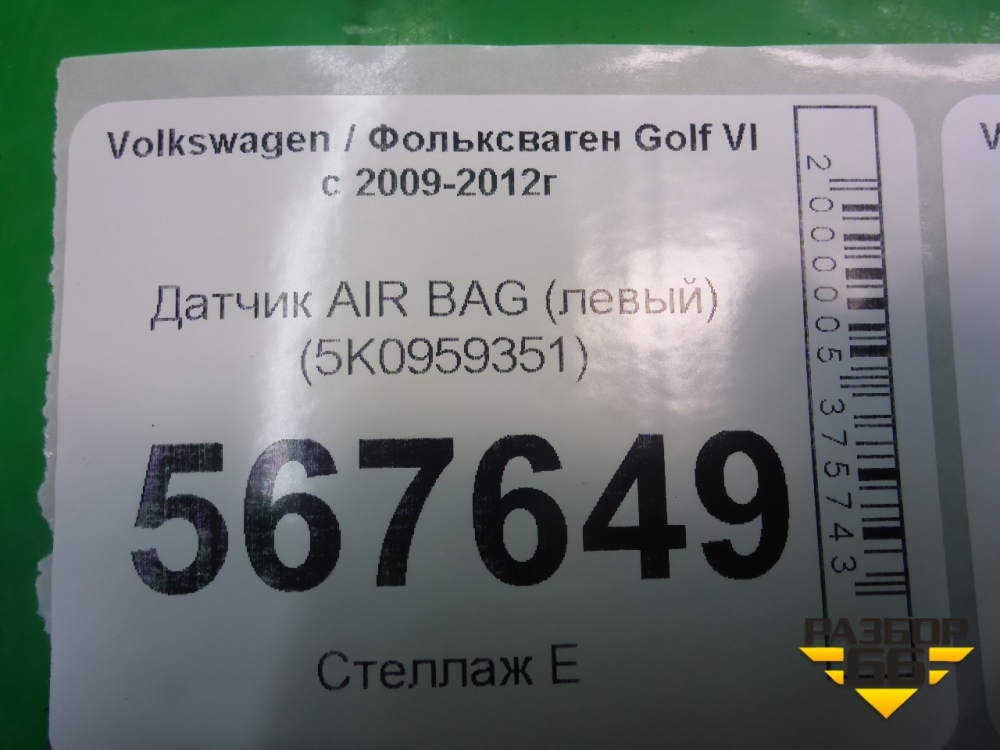 Volkswagen / Фольксваген Golf VI
с 2009-2012г
Датчик AIR BAG (левый)
(5K0959351)
567649
Стеллаж Е
2000005375743
РАЗБОР
66
V